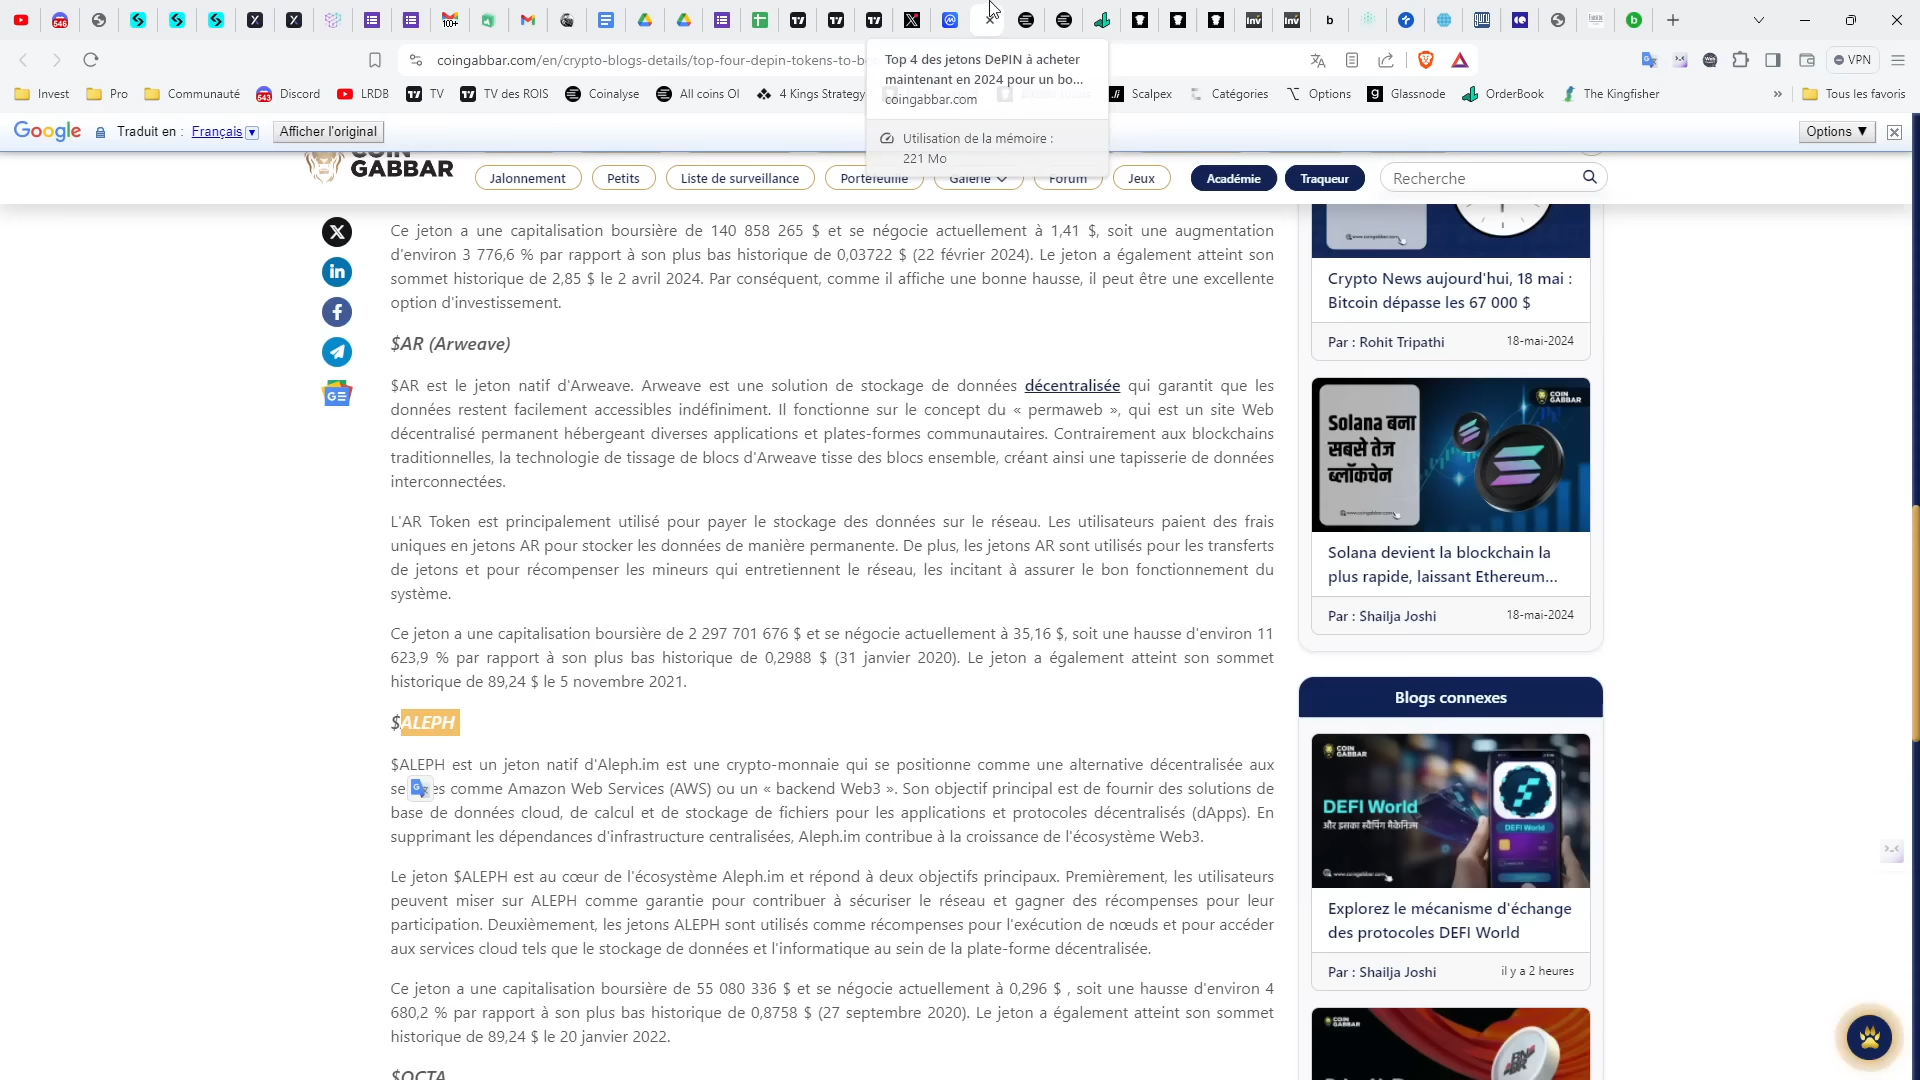 coingabbar.com/en/crypto-blogs-details/top-four-depin-tokens-to-b
Top 4 des jetons DePIN à acheter
maintenant en 2024 pour un bo...
coingabbar.com
Utilisation de la mémoire :
221 Mo
VPN
Invest
Pro
Communauté
Discord
LRDB
TV
TV des ROIS
Coinalyse
All coins OI
4 Kings Strategy
Scalpex
Catégories
Options
Glassnode
OrderBook
The Kingfisher
»
Tous les favoris
Google
Traduit en :
Français
Afficher l'original
Options ▼
COIN
GABBAR
Jalonnement
Petits
Liste de surveillance
Portefeuille
Galerie
Forum
Jeux
Académie
Traqueur
Recherche
Ce jeton a une capitalisation boursière de 140 858 265 $ et se négocie actuellement à 1,41 $, soit une augmentation
d'environ 3 776,6 % par rapport à son plus bas historique de 0,03722 $ (22 février 2024). Le jeton a également atteint son
sommet historique de 2,85 $ le 2 avril 2024. Par conséquent, comme il affiche une bonne hausse, il peut être une excellente
option d'investissement.
$AR (Arweave)
$AR est le jeton natif d'Arweave. Arweave est une solution de stockage de données décentralisée qui garantit que les
données restent facilement accessibles indéfiniment. Il fonctionne sur le concept du « permaweb », qui est un site Web
décentralisé permanent hébergeant diverses applications et plates-formes communautaires. Contrairement aux blockchains
traditionnelles, la technologie de tissage de blocs d'Arweave tisse des blocs ensemble, créant ainsi une tapisserie de données
interconnectées.
L'AR Token est principalement utilisé pour payer le stockage des données sur le réseau. Les utilisateurs paient des frais
uniques en jetons AR pour stocker les données de manière permanente. De plus, les jetons AR sont utilisés pour les transferts
de jetons et pour récompenser les mineurs qui entretiennent le réseau, les incitant à assurer le bon fonctionnement du
système.
Ce jeton a une capitalisation boursière de 2 297 701 676 $ et se négocie actuellement à 35,16 $, soit une hausse d'environ 11
623,9 % par rapport à son plus bas historique de 0,2988 $ (31 janvier 2020). Le jeton a également atteint son sommet
historique de 89,24 $ le 5 novembre 2021.
$ALEPH
$ALEPH est un jeton natif d'Aleph.im est une crypto-monnaie qui se positionne comme une alternative décentralisée aux
se es comme Amazon Web Services (AWS) ou un « backend Web3 ». Son objectif principal est de fournir des solutions de
base de données cloud, de calcul et de stockage de fichiers pour les applications et protocoles décentralisés (dApps). En
supprimant les dépendances d'infrastructure centralisées, Aleph.im contribue à la croissance de l'écosystème Web3.
Le jeton $ALEPH est au cœur de l'écosystème Aleph.im et répond à deux objectifs principaux. Premièrement, les utilisateurs
peuvent miser sur ALEPH comme garantie pour contribuer à sécuriser le réseau et gagner des récompenses pour leur
participation. Deuxièmement, les jetons ALEPH sont utilisés comme récompenses pour l'exécution de nœuds et pour accéder
aux services cloud tels que le stockage de données et l'informatique au sein de la plate-forme décentralisée.
Ce jeton a une capitalisation boursière de 55 080 336 $ et se négocie actuellement à 0,296 $ , soit une hausse d'environ 4
680,2 % par rapport à son plus bas historique de 0,8758 $ (27 septembre 2020). Le jeton a également atteint son sommet
historique de 89,24 $ le 20 janvier 2022.
$OCTA
www.coingabbar.com
Crypto News aujourd'hui, 18 mai :
Bitcoin dépasse les 67 000 $
Par : Rohit Tripathi
18-mai-2024
COIN
GABBAR
Solana बना
सबसे तेज
ब्लॉकचेन
www.coingabbar.com
Solana devient la blockchain la
plus rapide, laissant Ethereum...
Par : Shailja Joshi
18-mai-2024
Blogs connexes
COIN
GABBAR
DEFI World
और इसका स्वैपिंग मैकेनिज्म
DEFI World
www.coingabbar.com
Explorez le mécanisme d'échange
des protocoles DEFI World
Par : Shailja Joshi
il y a 2 heures
COIN
GABBAR